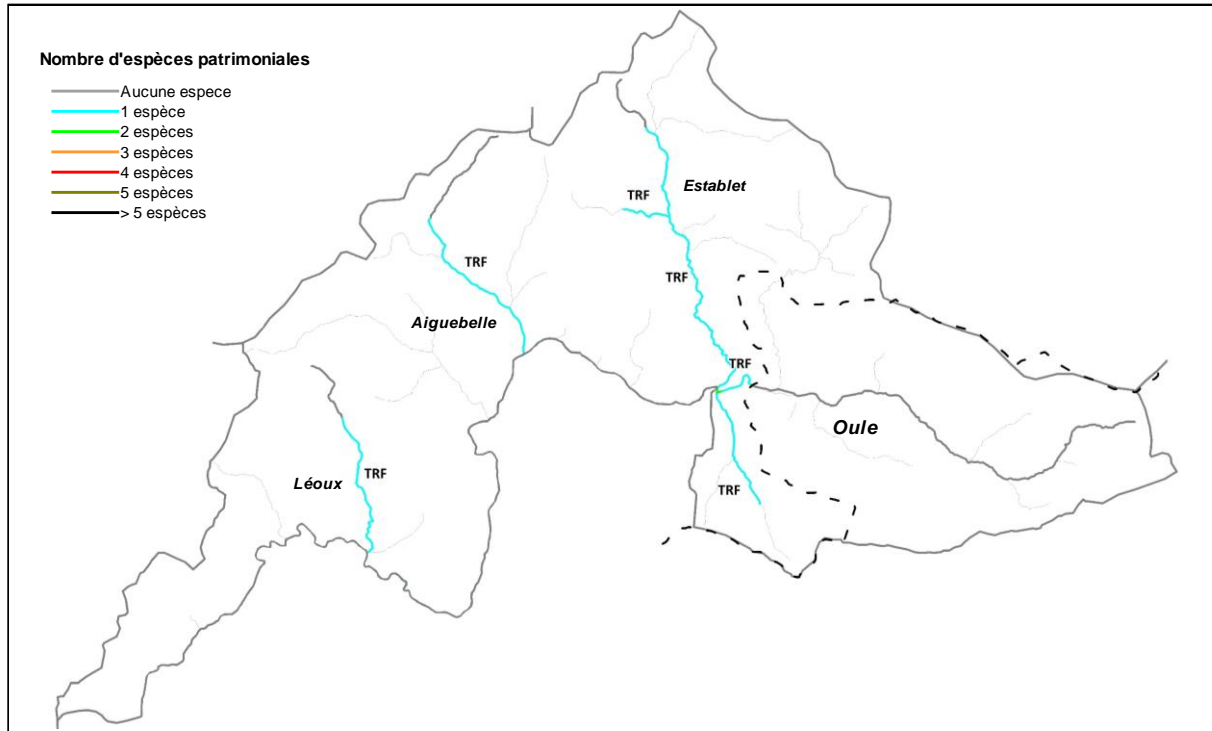 Nombre d'espèces patrimoniales
Aucune espece
1 espèce
2 espèces
3 espèces
4 espèces
5 espèces
> 5 espèces
TRF
Establet
TRF
TRF
Aiguebelle
TRF
Oule
Léoux
TRF
TRF